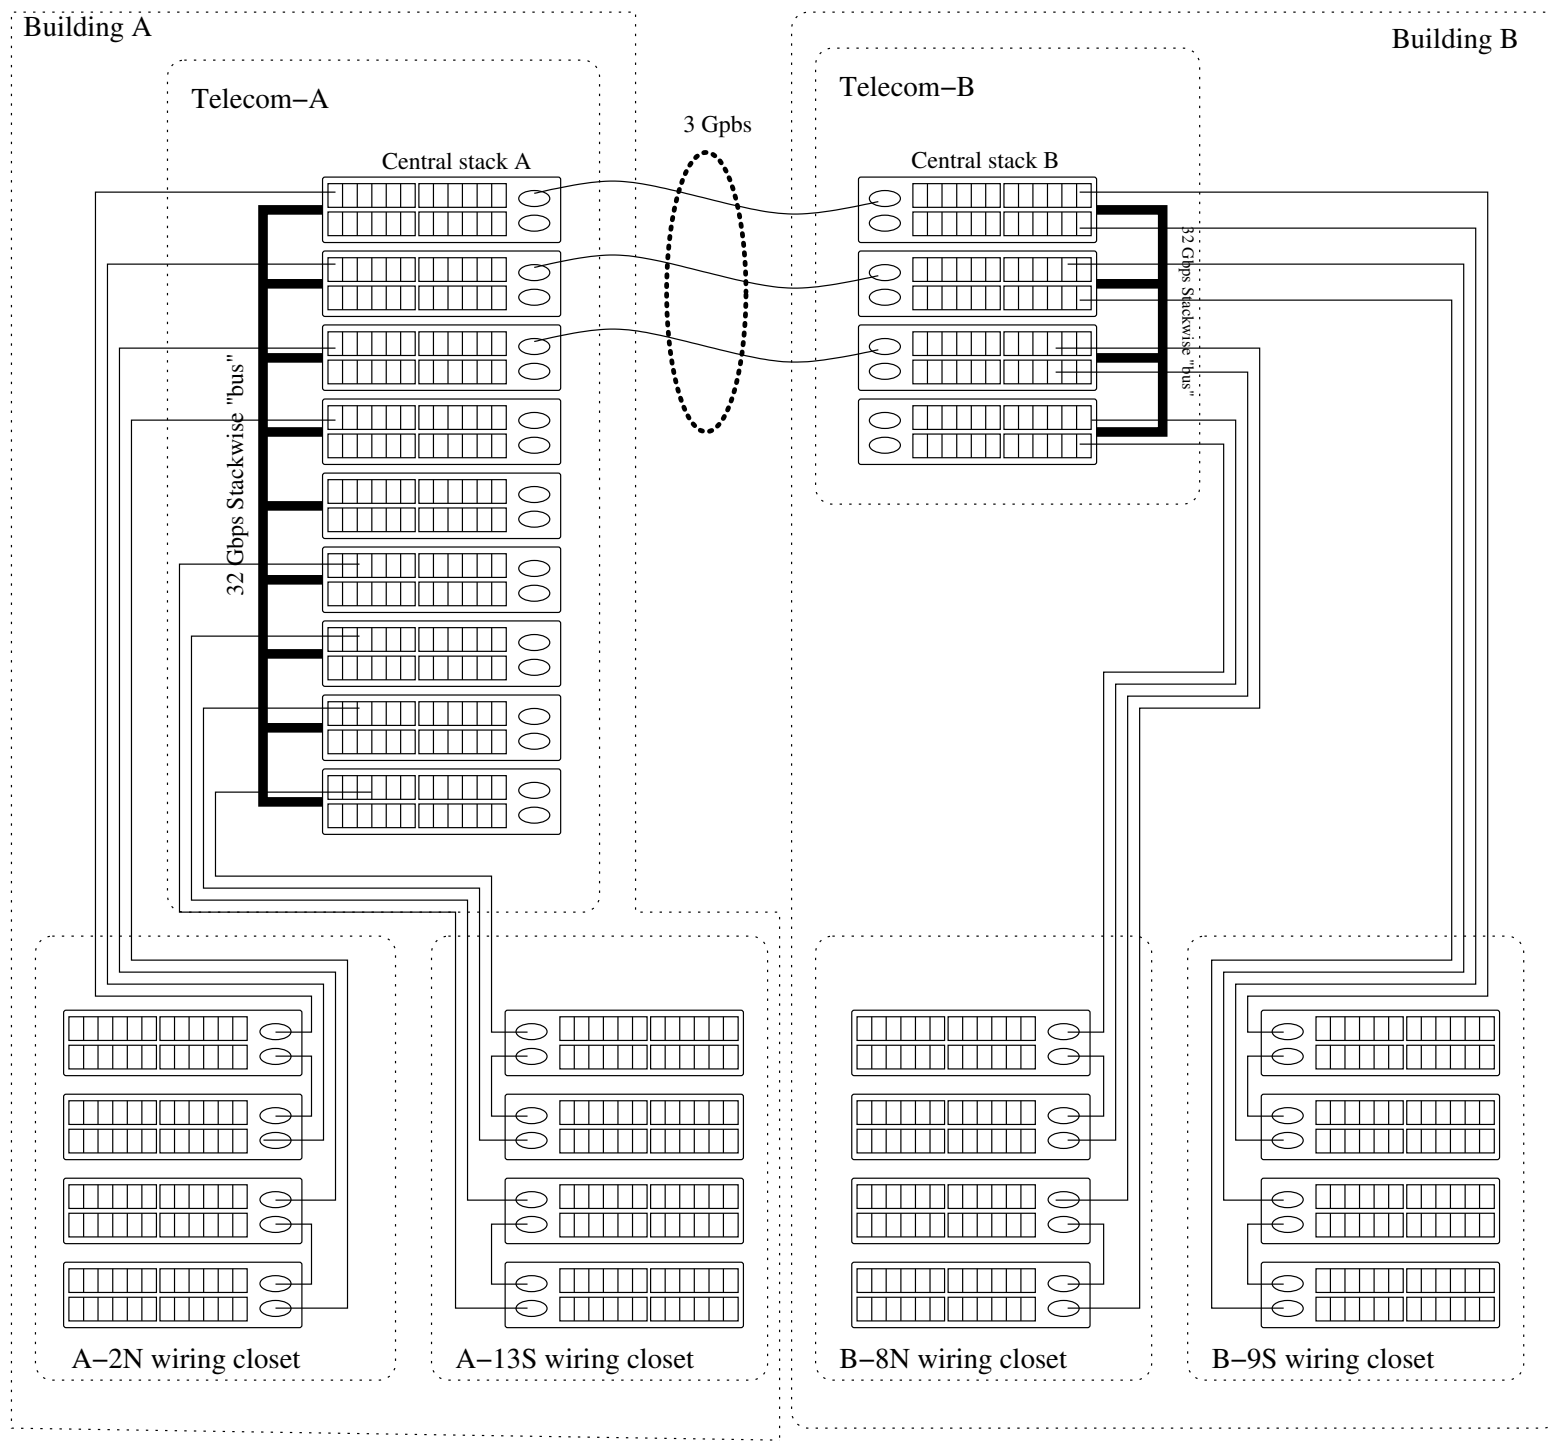 Building A
Building B
Telecom−A
Telecom−B
3 Gpbs
Central stack A
Central stack B
32 Gbps Stackwise "bus"
32 Gbps Stackwise "bus"
A−2N wiring closet
A−13S wiring closet
B−8N wiring closet
B−9S wiring closet